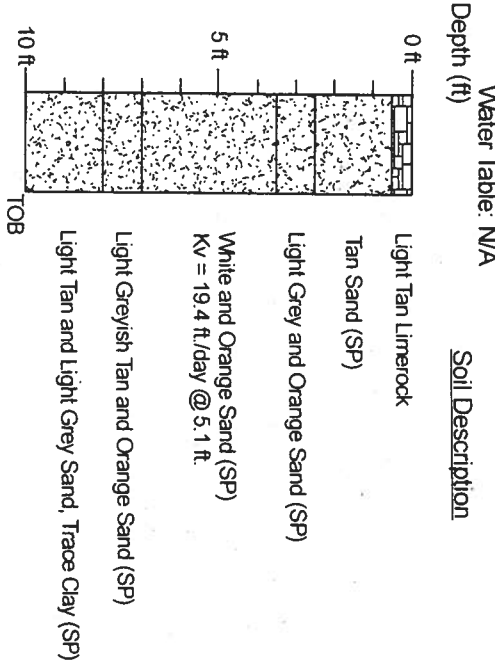 Water Table: N/A
Depth (ft)
Soil Description
0 ft
Light Tan Limerock
Tan Sand (SP)
Light Grey and Orange Sand (SP)
5 ft
White and Orange Sand (SP)
Kv = 19.4 ft./day @ 5.1 ft.
Light Greyish Tan and Orange Sand (SP)
Light Tan and Light Grey Sand, Trace Clay (SP)
10 ft
TOB